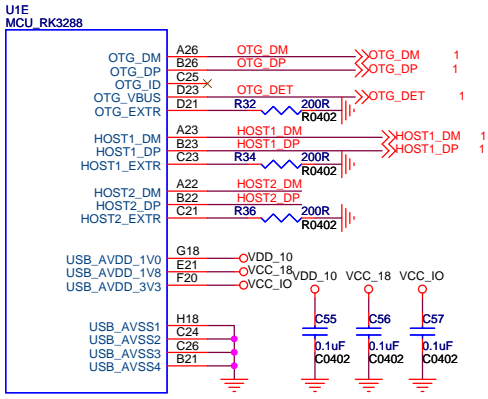 U1E
MCU_RK3288
OTG_DM A26 OTG_DM OTG_DM 1
OTG_DP B26 OTG_DP OTG_DP 1
OTG_ID C25
OTG_VBUS D23 OTG_DET OTG_DET 1
OTG_EXTR D21 R32 200R
R0402
HOST1_DM A23 HOST1_DM HOST1_DM 1
HOST1_DP B23 HOST1_DP HOST1_DP 1
HOST1_EXTR C23 R34 200R
R0402
HOST2_DM A22 HOST2_DM
HOST2_DP B22 HOST2_DP
HOST2_EXTR C21 R36 200R
R0402
USB_AVDD_1V0 G18 VDD_10
USB_AVDD_1V8 E21 VCC_18
USB_AVDD_3V3 F20 VCC_IO
VDD_10 VCC_18 VCC_IO
USB_AVSS1 H18
USB_AVSS2 C24
USB_AVSS3 C26
USB_AVSS4 B21
C55 C56 C57
0.1uF 0.1uF 0.1uF
C0402 C0402 C0402